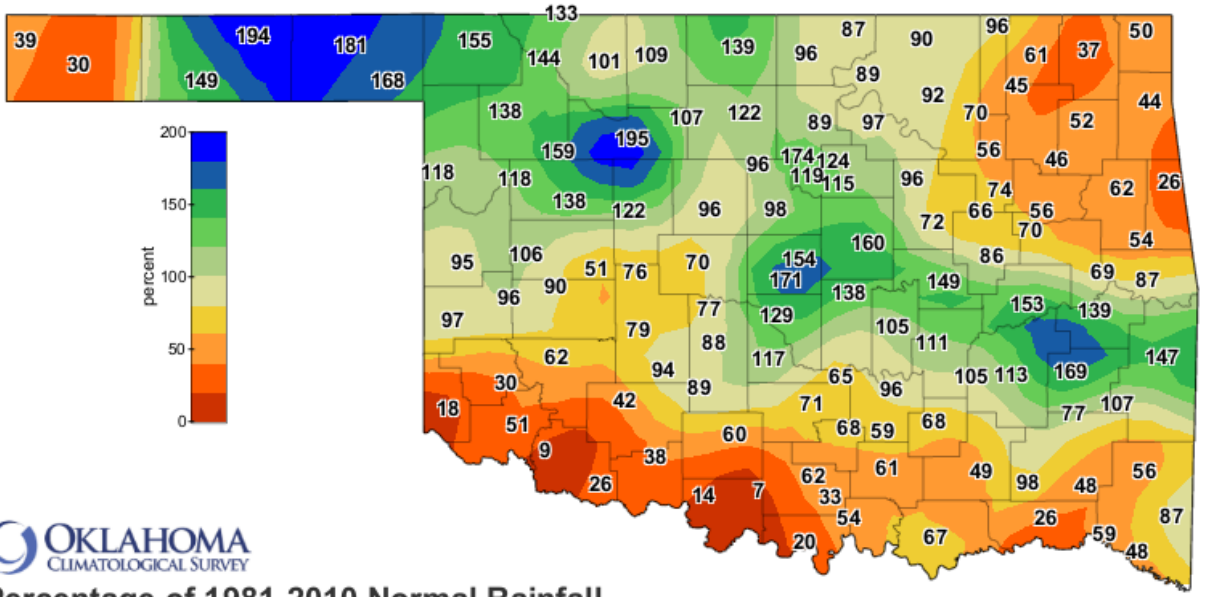 133
87 96 50
39 194 181 155 90
30 144 101 109 139 96 61 37
149 168 89 45
138 107 122 92 44
89 97 70 52
200
195
159 56
96 174 124 46
118 118 119 115 96 74 62 26
150
138 122 96 98 66 56
72 70
160 54
95 106 154 86
51 76 70 171 69 87
100
percent
96 90 138 149
97 77 129 153 139
79 88 105
62 111
50
94 117 147
30 89 65 96 105 113 169
18 42 71 107
0
51 60 68 59 68 77
9 38
26 62 61 49 98 48 56
14 7 33
54 26 87
20 67 59
48
OKLAHOMA
CLIMATOLOGICAL SURVEY
Percentage of 1981-2010 Normal Rainfall